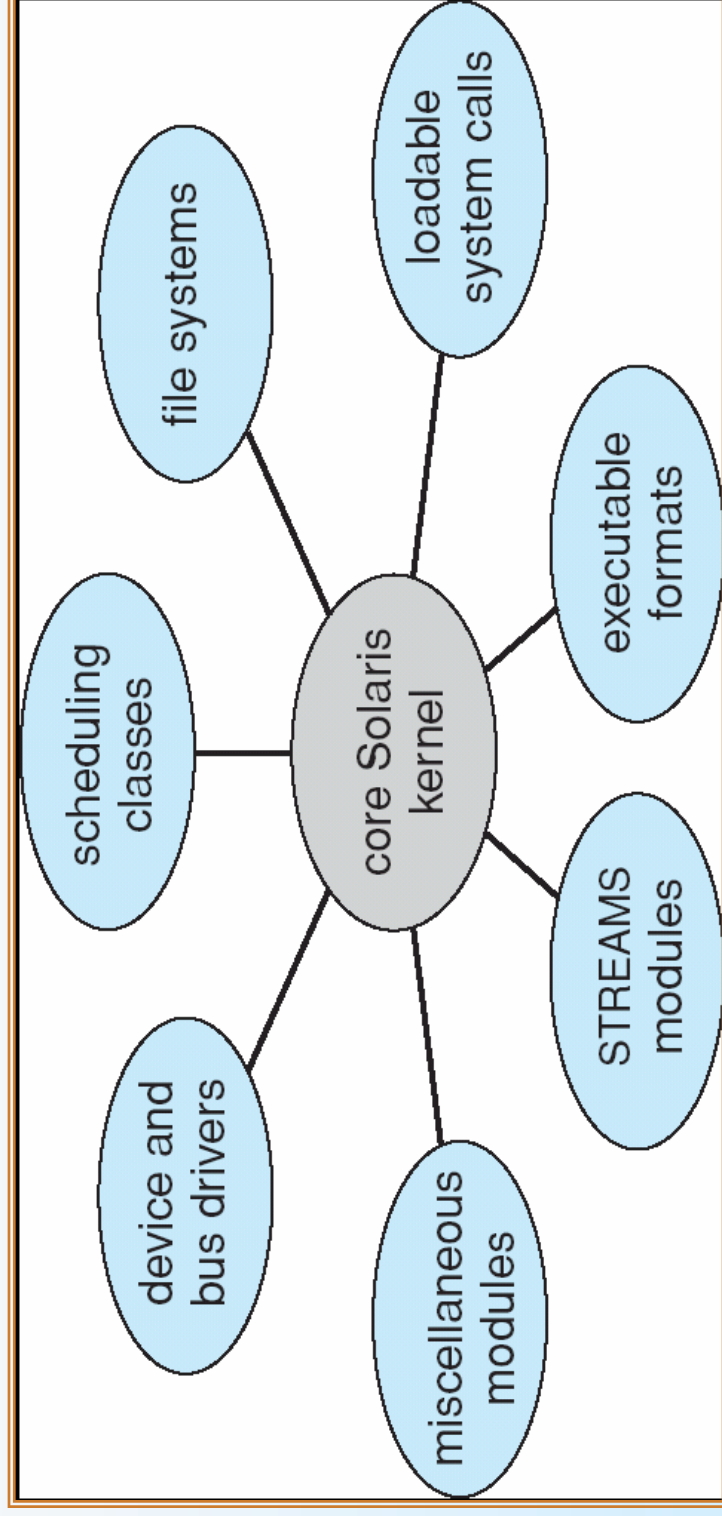 scheduling
classes
file systems
loadable
system calls
executable
formats
STREAMS
modules
miscellaneous
modules
device and
bus drivers
core Solaris
kernel